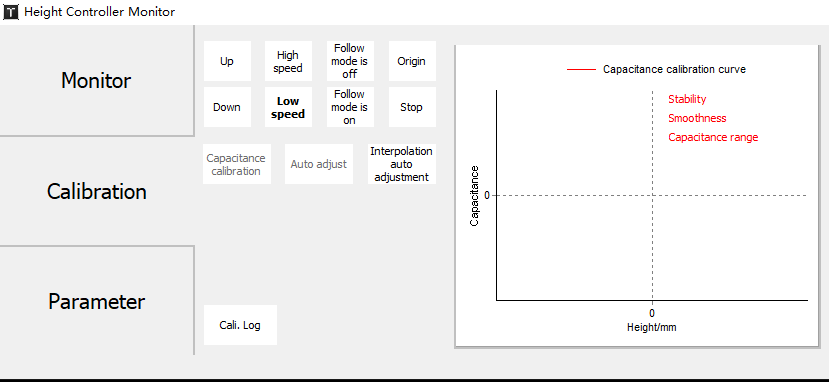 Height Controller Monitor
Monitor
Calibration
Parameter
Up
High
speed
Follow
mode is
off
Origin
Down
Low
speed
Follow
mode is
on
Stop
Capacitance
calibration
Auto adjust
Interpolation
auto
adjustment
Cali. Log
Capacitance calibration curve
Stability
Smoothness
Capacitance range
Capacitance
0
0
Height/mm